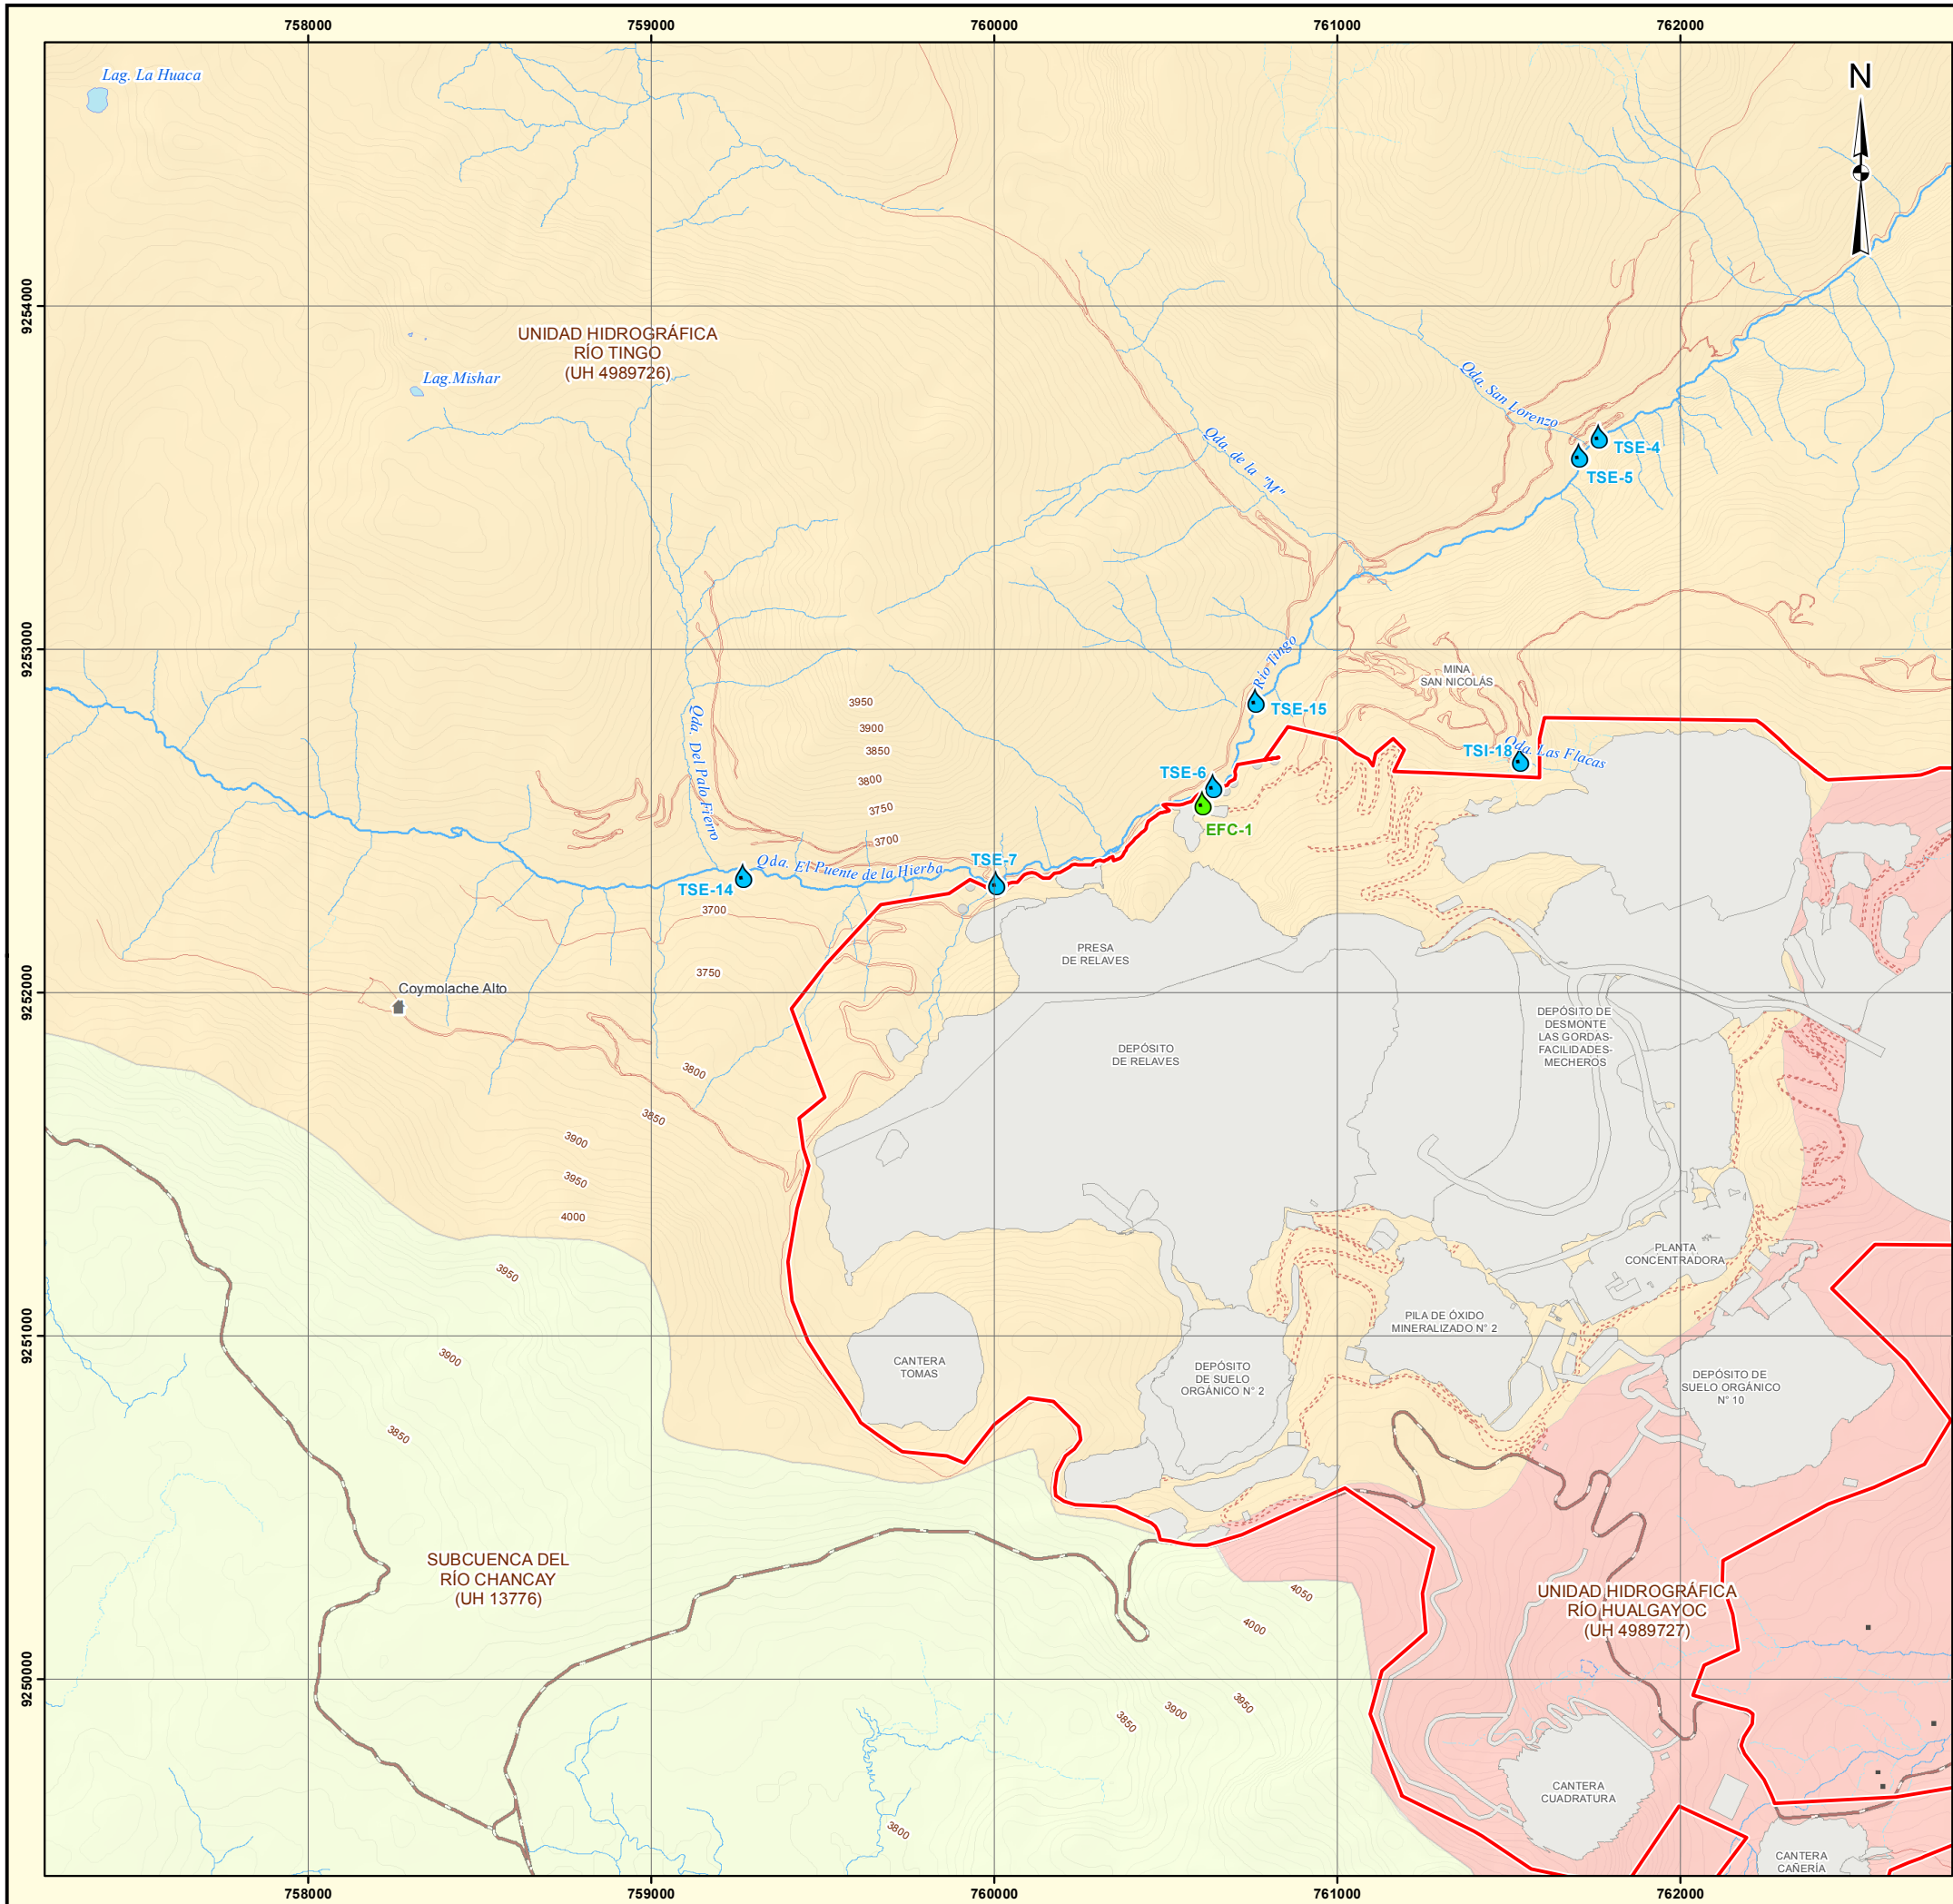 758000
759000
760000
761000
762000
N
Lag. La Huaca
9254000
UNIDAD HIDROGRÁFICA
RÍO TINGO
(UH 4989726)
Lag.Mishar
Qda. San Lorenzo
TSE-4
TSE-5
Qda. de la "M"
9253000
Río Tingo
MINA
SAN NICOLÁS
TSE-15
TSI-18
Qda. Las Flacas
Qda. Del Palo Fierro
3950
3900
3850
3800
3750
3700
TSE-6
EFC-1
TSE-7
Qda. El Puente de la Hierba
TSE-14
3700
PRESA
DE RELAVES
3750
9252000
Coymolache Alto
DEPÓSITO
DE RELAVES
DEPÓSITO DE
DESMONTE
LAS GORDAS-
FACILIDADES-
MECHEROS
3800
3850
3900
3950
4000
3950
PLANTA
CONCENTRADORA
9251000
PILA DE ÓXIDO
MINERALIZADO N° 2
3900
CANTERA
TOMAS
DEPÓSITO
DE SUELO
ORGÁNICO N° 2
DEPÓSITO DE
SUELO ORGÁNICO
N° 10
3850
SUBCUENCA DEL
RÍO CHANCAY
(UH 13776)
4050
4000
UNIDAD HIDROGRÁFICA
RÍO HUALGAYOC
(UH 4989727)
9250000
3950
3900
3850
3800
CANTERA
CUADRATURA
CANTERA
CAÑERÍA
758000
759000
760000
761000
762000